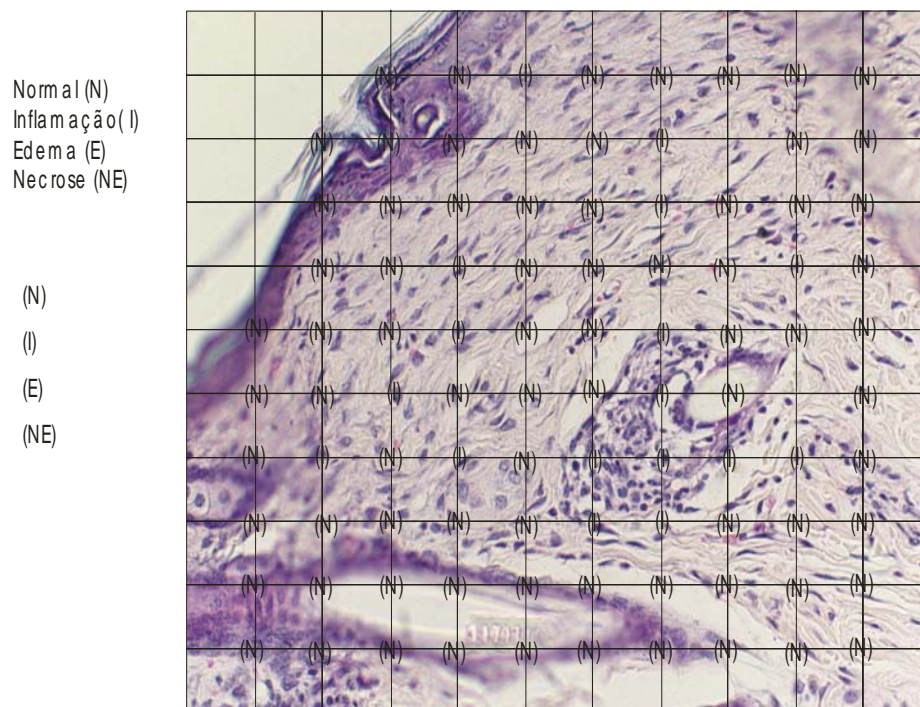 Normal (N)
Inflamação( I)
Edema (E)
Necrose (NE)
(N)
(I)
(E)
(NE)
(N) (N) (I) (N) (N) (N) (N) (N)
(N) (N) (N) (N) (N) (I) (N) (N)
(N) (N) (N) (N) (N) (I) (N) (N) (N)
(N) (N) (I) (N) (N) (N) (N) (I) (N)
(N) (N) (N) (I) (N) (N) (I) (N) (N) (N)
(N) (N) (I) (N) (N) (N) (I) (N) (N) (N)
(N) (I) (N) (I) (N) (I) (I) (I) (I) (N)
(N) (N) (N) (N) (N) (I) (I) (N) (N) (N)
(N) (N) (N) (N) (N) (N) (N) (N) (N) (N)
(N) (N) (N) (N) (N) (N) (N) (N) (N) (N)